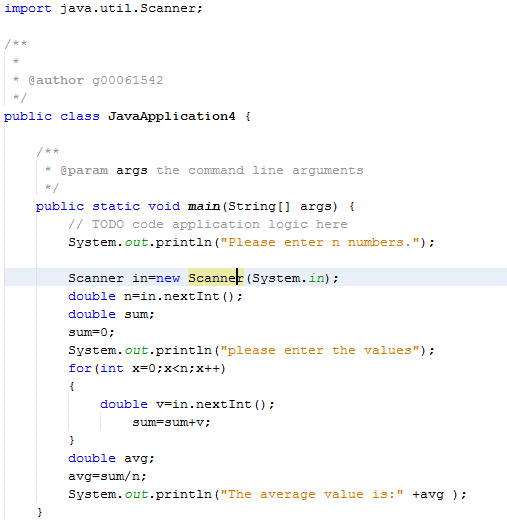 import java.util.Scanner;
/**
 *
 * @author g00061542
 */
public class JavaApplication4 {
    /**
     * @param args the command line arguments
     */
    public static void main(String[] args) {
        // TODO code application logic here
        System.out.println("Please enter n numbers.");
        Scanner in=new Scanner(System.in);
        double n=in.nextInt();
        double sum;
        sum=0;
        System.out.println("please enter the values");
        for(int x=0;x<n;x++)
        {
            double v=in.nextInt();
                sum=sum+v;
        }
        double avg;
        avg=sum/n;
        System.out.println("The average value is:" +avg );
    }